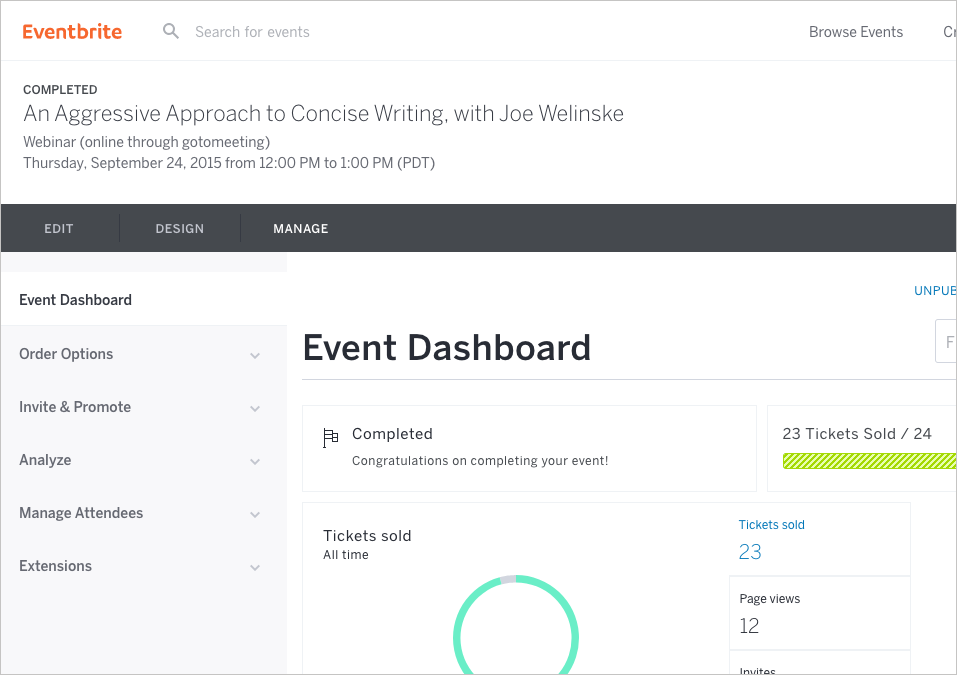 Eventbrite
Search for events
Browse Events
COMPLETED
An Aggressive Approach to Concise Writing, with Joe Welinske
Webinar (online through gotomeeting)
Thursday, September 24, 2015 from 12:00 PM to 1:00 PM (PDT)
EDIT
DESIGN
MANAGE
Event Dashboard
Order Options
Invite & Promote
Analyze
Manage Attendees
Extensions
UNPUB
Event Dashboard
F
Completed
Congratulations on completing your event!
23 Tickets Sold / 24
Tickets sold
All time
Tickets sold
23
Page views
12
Invites